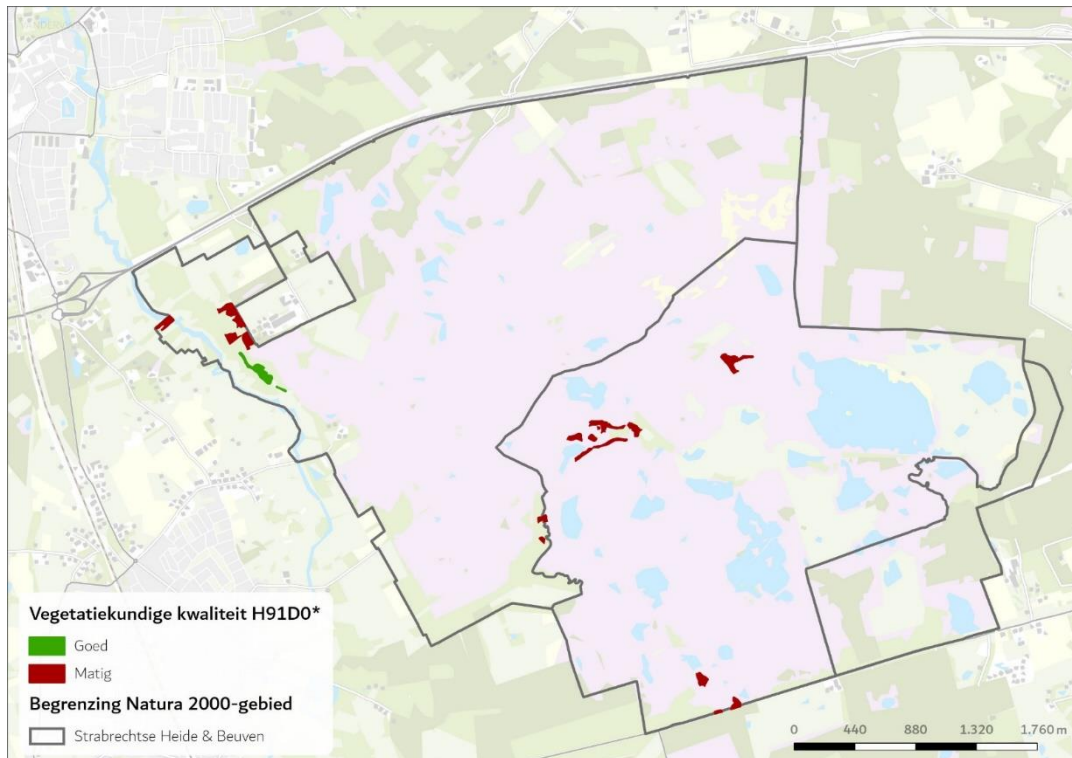 Vegetatiekundige kwaliteit H91D0*
Goed
Matig
Begrenzing Natura 2000-gebied
Strabrechtse Heide & Beuven
0 440 880 1.320 1.760 m